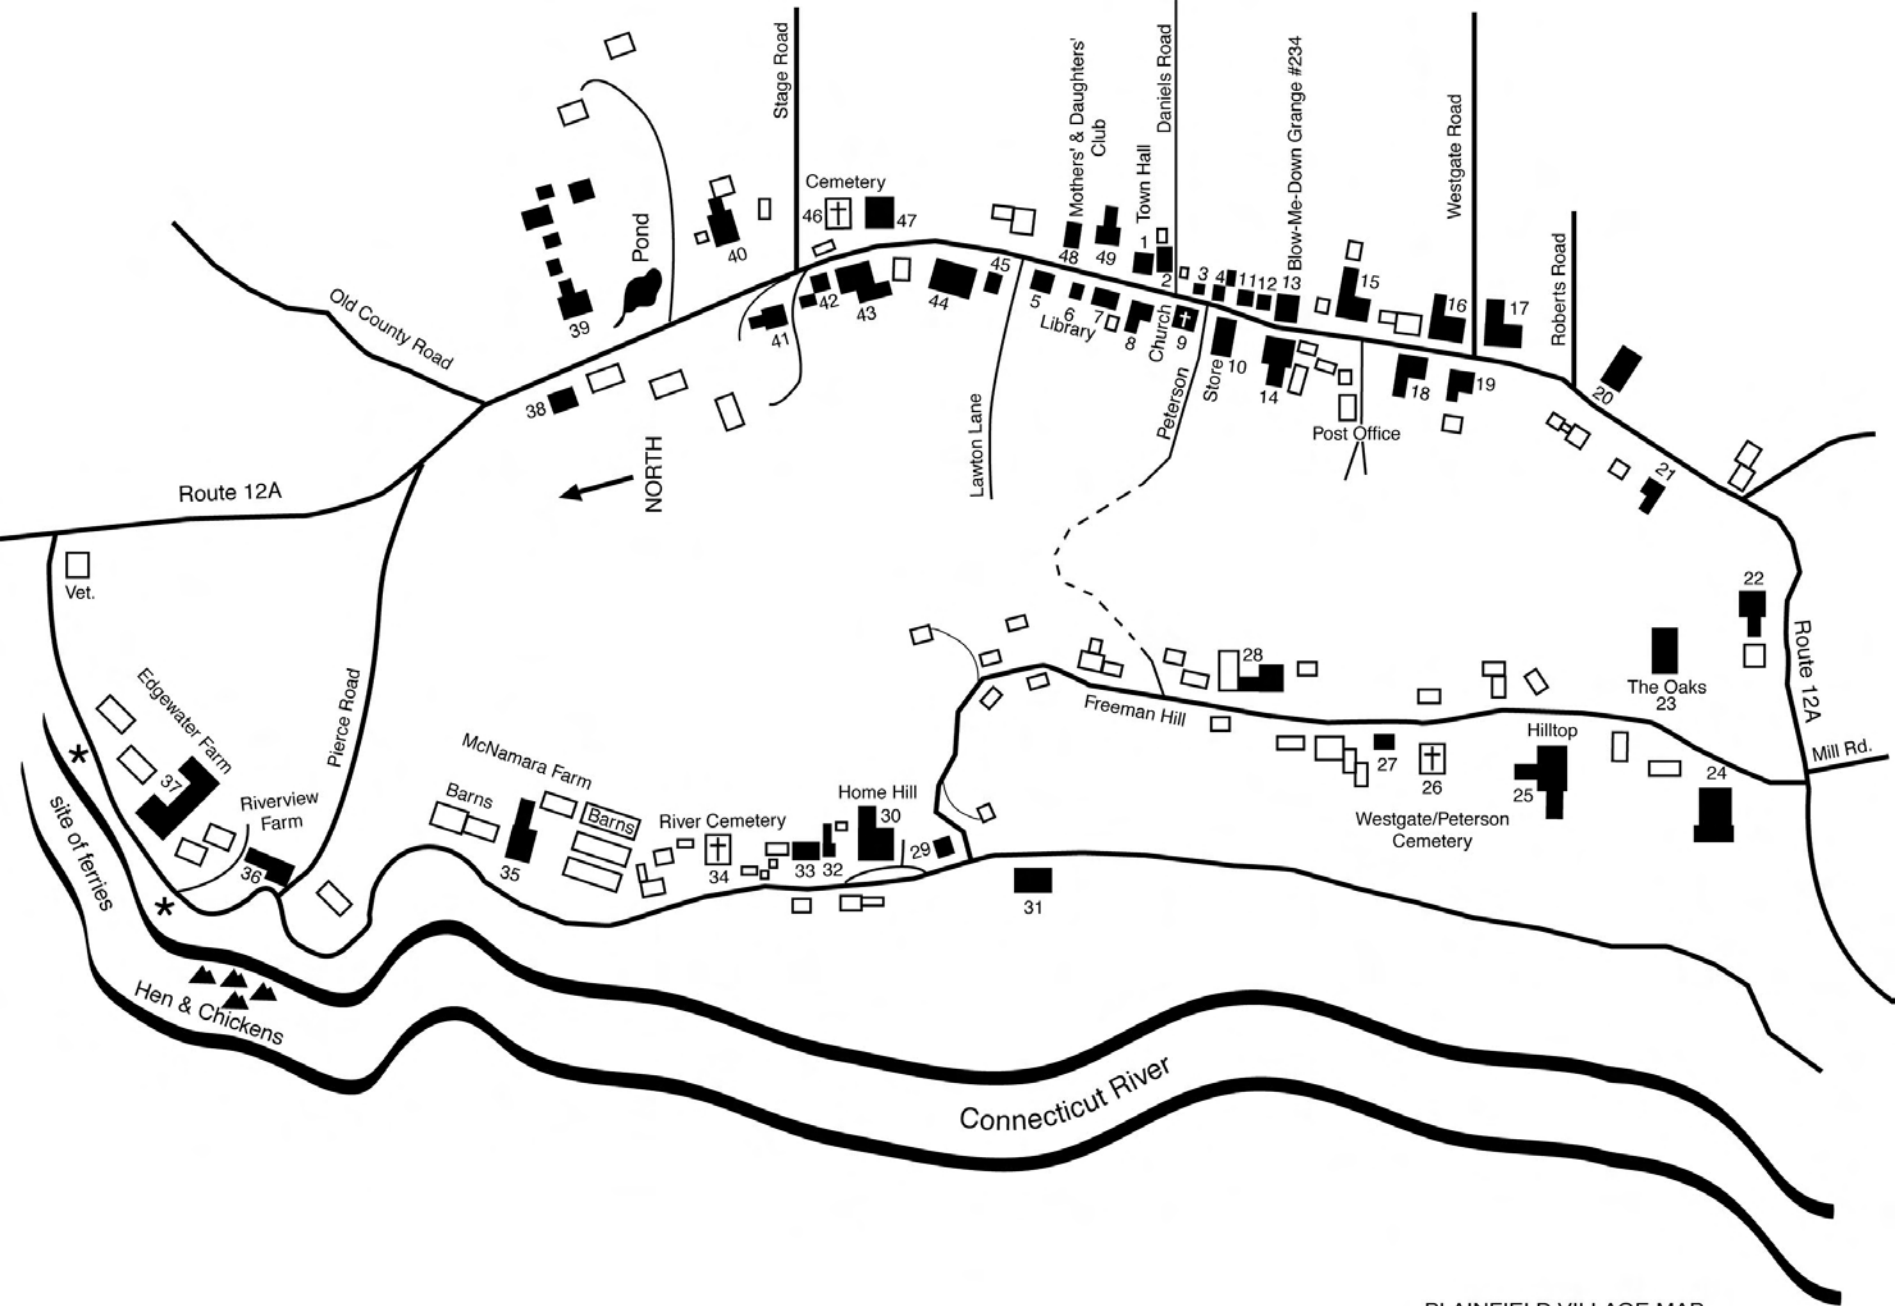 Stage Road
Mothers' & Daughters'
Club
Town Hall
Daniels Road
Blow-Me-Down Grange #234
Westgate Road
Roberts Road
Cemetery
46
47
40
Pond
39
Old County Road
38
41
42
43
44
45
48
49
1
2
3
4
11
12
13
15
16
17
5
6
7
Library
8
Church
9
Store
10
14
18
19
20
21
Post Office
Peterson
Lawton Lane
NORTH
Route 12A
Vet.
Pierce Road
Edgewater Farm
37
Riverview
Farm
36
site of ferries
Hen & Chickens
McNamara Farm
Barns
Barns
35
River Cemetery
34
33
32
Home Hill
30
29
31
Freeman Hill
28
27
26
Westgate/Peterson
Cemetery
Hilltop
25
The Oaks
23
22
24
Route 12A
Mill Rd.
Connecticut River
PLAINFIELD VILLAGE MAP